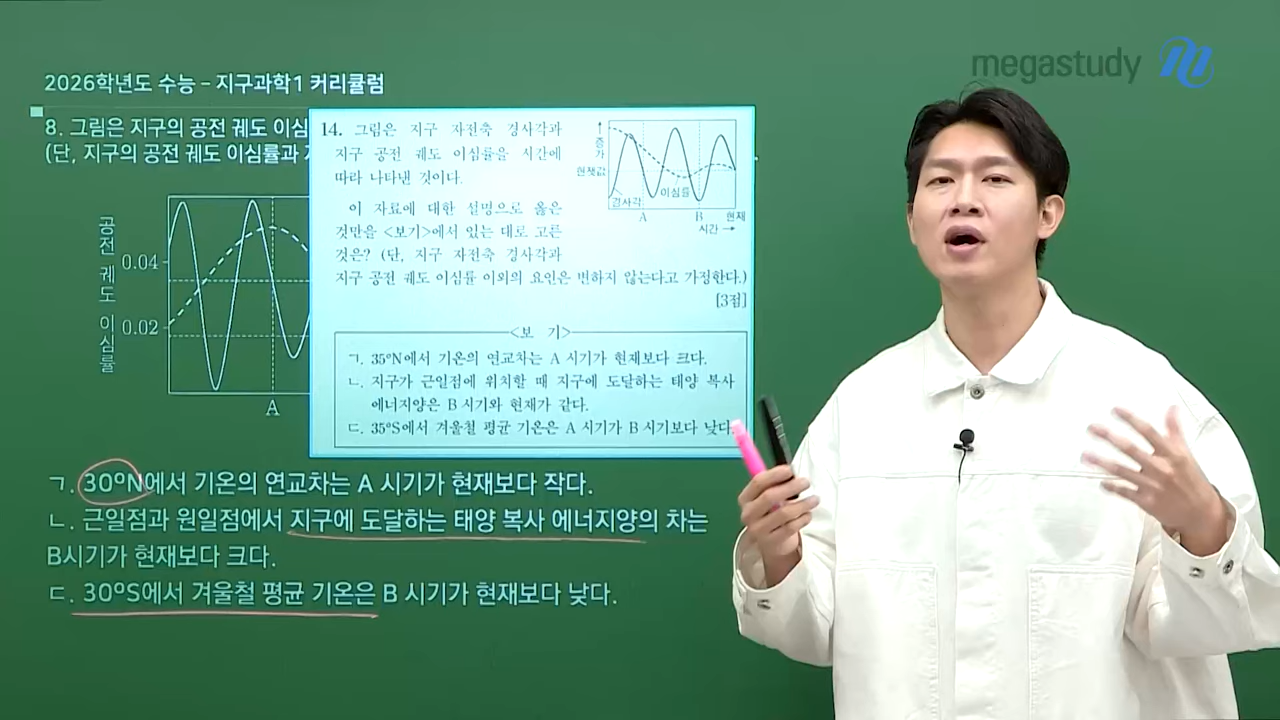 megastudy
2026학년도 수능 – 지구과학1 커리큘럼
8. 그림은 지구의 공전 궤도 이심
(단, 지구의 공전 궤도 이심률과
공전 궤도 이심률
0.04
0.02
A
14. 그림은 지구 자전축 경사각과
지구 공전 궤도 이심률을 시간에
따라 나타낸 것이다.
이 자료에 대한 설명으로 옳은
것만을 <보기>에서 있는 대로 고른
것은? (단, 지구 자전축 경사각과
지구 공전 궤도 이심률 이외의 요인은 변하지 않는다고 가정한다.)
[3점]
증가
현잿값
경사각
이심률
A
B
현재
시간 →
<보 기>
ㄱ. 35°N에서 기온의 연교차는 A 시기가 현재보다 크다.
ㄴ. 지구가 근일점에 위치할 때 지구에 도달하는 태양 복사
에너지양은 B 시기와 현재가 같다.
ㄷ. 35°S에서 겨울철 평균 기온은 A 시기가 B 시기보다 낮다.
ㄱ. 30°N에서 기온의 연교차는 A 시기가 현재보다 작다.
ㄴ. 근일점과 원일점에서 지구에 도달하는 태양 복사 에너지양의 차는
B시기가 현재보다 크다.
ㄷ. 30°S에서 겨울철 평균 기온은 B 시기가 현재보다 낮다.